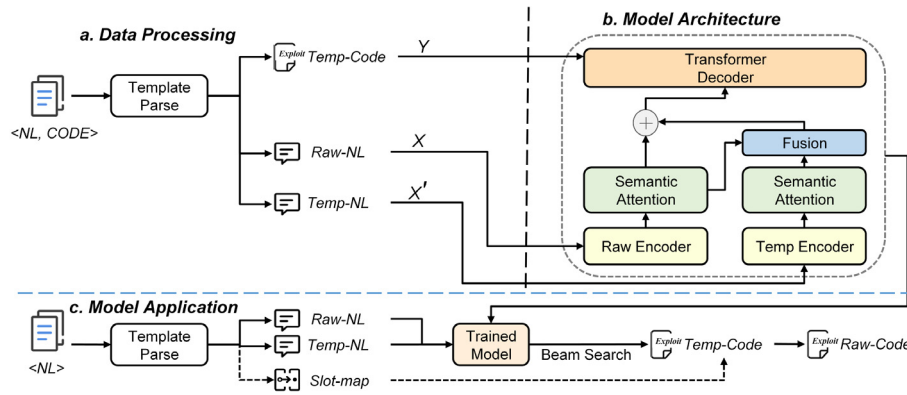 a. Data Processing
b. Model Architecture
Exploit Temp-Code
Y
Transformer
Decoder
Template
Parse
<NL, CODE>
+
Fusion
Raw-NL
X
Semantic
Attention
Semantic
Attention
Temp-NL
X'
Raw Encoder
Temp Encoder
c. Model Application
Raw-NL
Template
Parse
Temp-NL
Trained
Model
Beam Search
Exploit Temp-Code
Exploit Raw-Code
<NL>
Slot-map